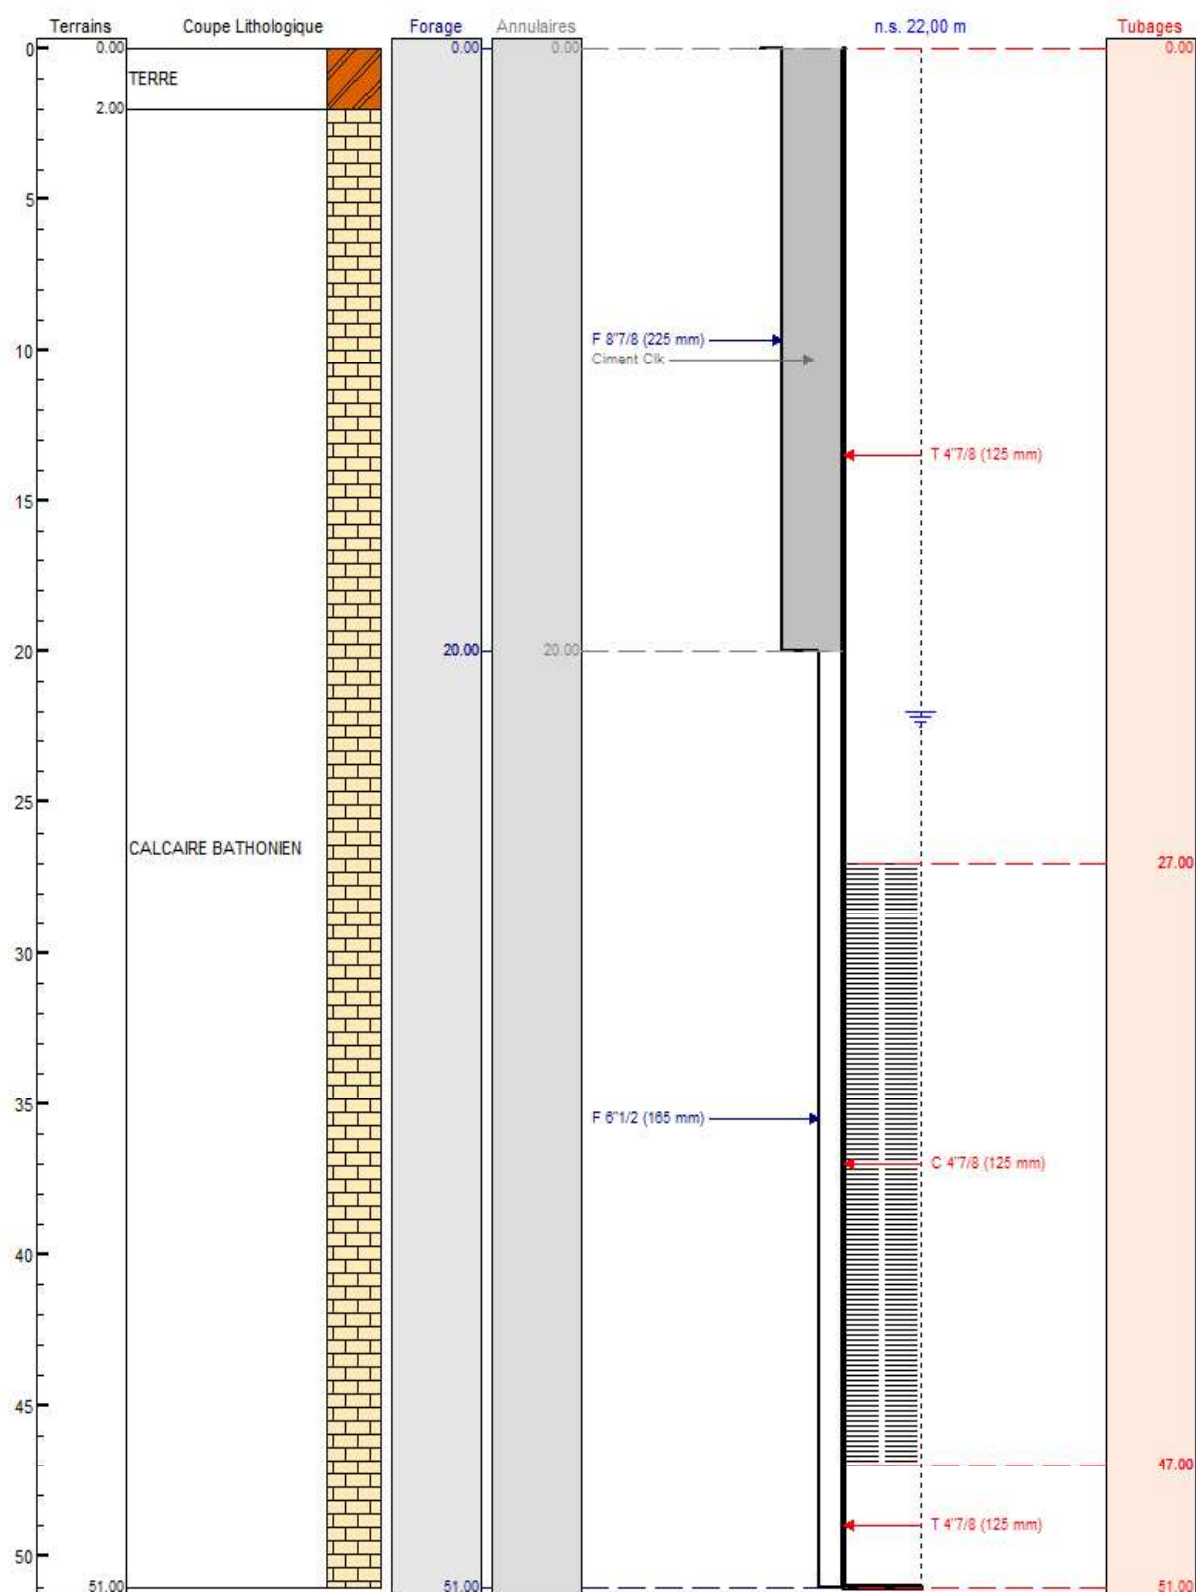 Terrains Coupe Lithologique Forage Annulaires n.s. 22,00 m Tubages
0 0.00 0.00 0.00 0.00
TERRE
2.00
5
F 8"7/8 (225 mm)
10 Ciment Clk
T 4"7/8 (125 mm)
15
20 20.00 20.00
25
CALCAIRE BATHONIEN 27.00
30
35 F 6"1/2 (165 mm)
C 4"7/8 (125 mm)
40
45
47.00
T 4"7/8 (125 mm)
50
51.00 51.00 51.00